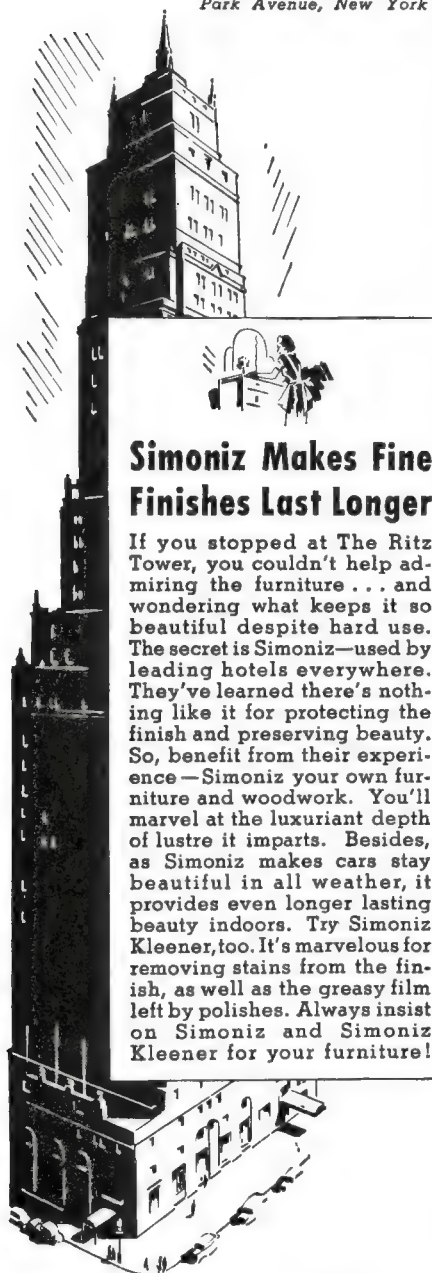 Park Avenue, New York
Simoniz Makes Fine
Finishes Last Longer
If you stopped at The Ritz
Tower, you couldn't help ad-
miring the furniture . . . and
wondering what keeps it so
beautiful despite hard use.
The secret is Simoniz—used by
leading hotels everywhere.
They've learned there's noth-
ing like it for protecting the
finish and preserving beauty.
So, benefit from their experi-
ence—Simoniz your own fur-
niture and woodwork. You'll
marvel at the luxuriant depth
of lustre it imparts. Besides,
as Simoniz makes cars stay
beautiful in all weather, it
provides even longer lasting
beauty indoors. Try Simoniz
Kleener, too. It's marvelous for
removing stains from the fin-
ish, as well as the greasy film
left by polishes. Always insist
on Simoniz and Simoniz
Kleener for your furniture!